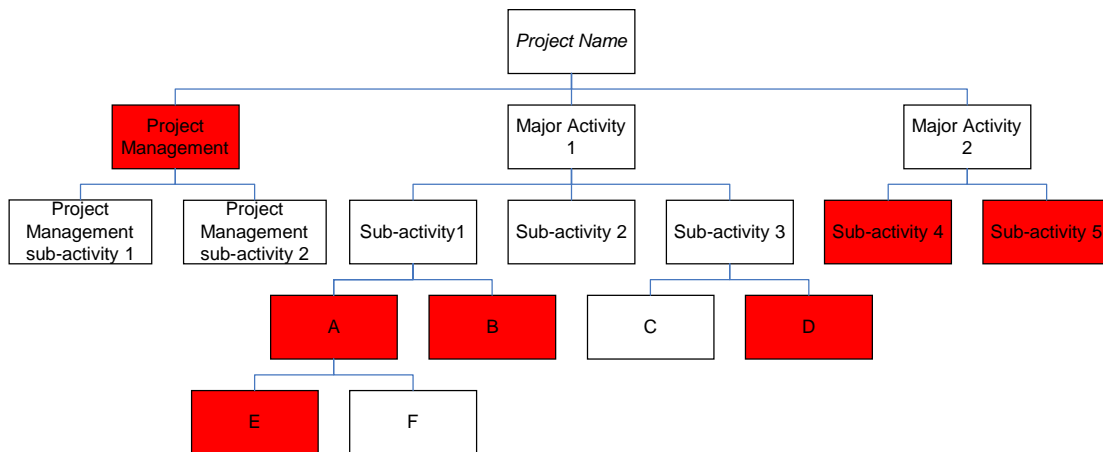 Project Name
Project
Management
Major Activity
1
Major Activity
2
Project
Management
sub-activity 1
Project
Management
sub-activity 2
Sub-activity1
Sub-activity 2
Sub-activity 3
Sub-activity 4
Sub-activity 5
A
B
C
D
E
F